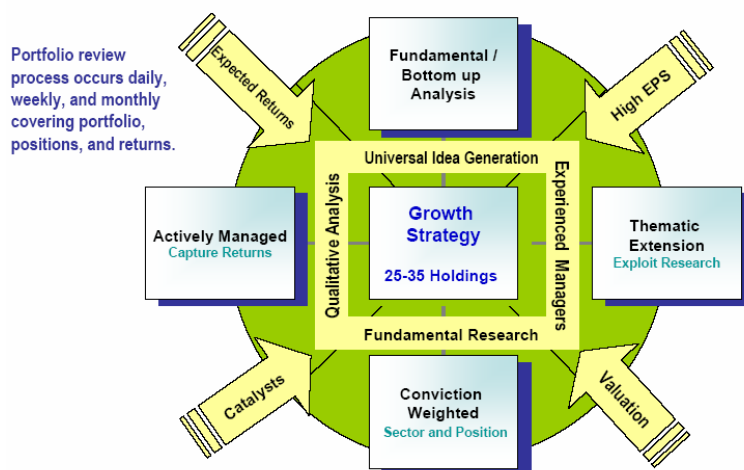 Portfolio review
process occurs daily,
weekly, and monthly
covering portfolio,
positions, and returns.
Expected Returns
Fundamental /
Bottom up
Analysis
High EPS
Universal Idea Generation
Qualitative Analysis
Experienced Managers
Growth
Strategy
25-35 Holdings
Actively Managed
Capture Returns
Thematic
Extension
Exploit Research
Fundamental Research
Catalysts
Conviction
Weighted
Sector and Position
Valuation